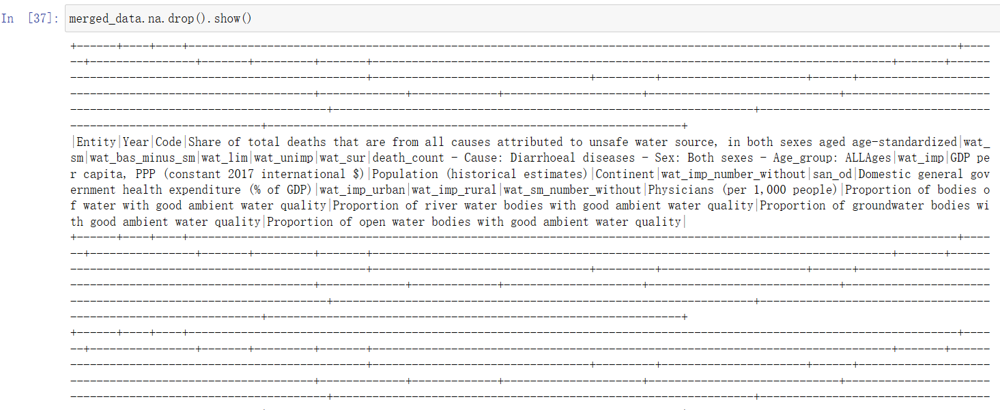 In [37]: merged_data.na.drop().show()
|Entity|Year|Code|Share of total deaths that are from all causes attributed to unsafe water source, in both sexes aged age-standardized|wat_
sm|wat_bas_minus_sm|wat_lim|wat_unimp|wat_sur|death_count - Cause: Diarrhoeal diseases - Sex: Both sexes - Age_group: ALLAges|wat_imp|GDP pe
r capita, PPP (constant 2017 international $)|Population (historical estimates)|Continent|wat_imp_number_without|san_od|Domestic general gov
ernment health expenditure (% of GDP)|wat_imp_urban|wat_imp_rural|wat_sm_number_without|Physicians (per 1,000 people)|Proportion of bodies o
f water with good ambient water quality|Proportion of river water bodies with good ambient water quality|Proportion of groundwater bodies wi
th good ambient water quality|Proportion of open water bodies with good ambient water quality|